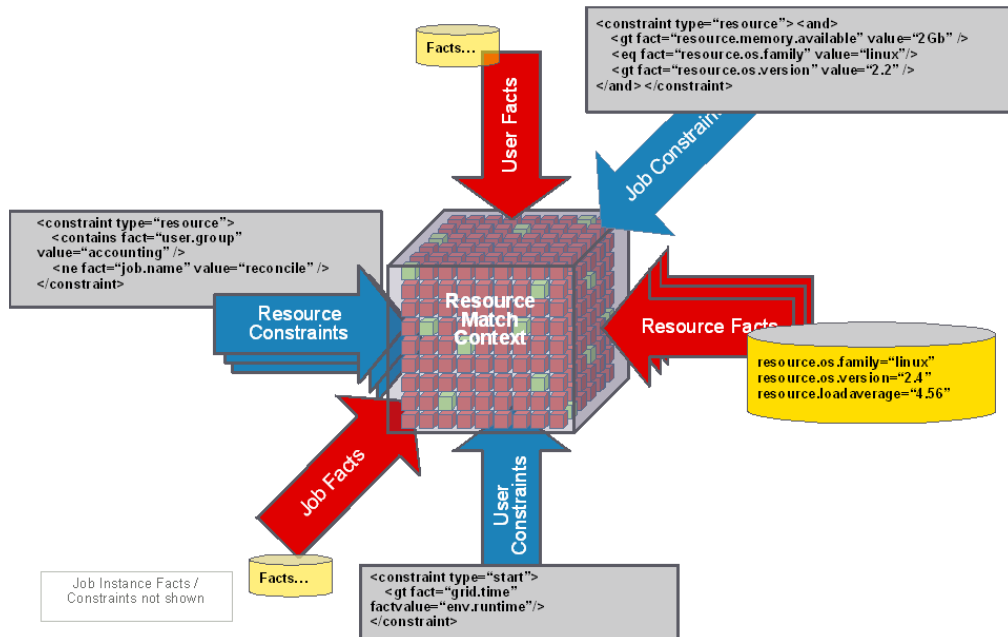 <constraint type=“resource”> <and>
<gt fact=“resource.memory.available” value=“2Gb” />
<eq fact=“resource.os.family” value=“linux”/>
<gt fact=“resource.os.version” value=“2.2” />
</and> </constraint>
Facts...
User Facts
Job Constraint
<constraint type=“resource”>
<contains fact=“user.group”
value=“accounting” />
<ne fact=“job.name” value=“reconcile” />
</constraint>
Resource
Constraints
Resource
Match
Context
Resource Facts
resource.os.family=“linux”
resource.os.version=“2.4”
resource.loadaverage=“4.56”
Job Facts
User
Constraints
Facts...
<constraint type=“start”>
<gt fact=“grid.time”
factvalue=“env.runtime”/>
</constraint>
Job Instance Facts /
Constraints not shown